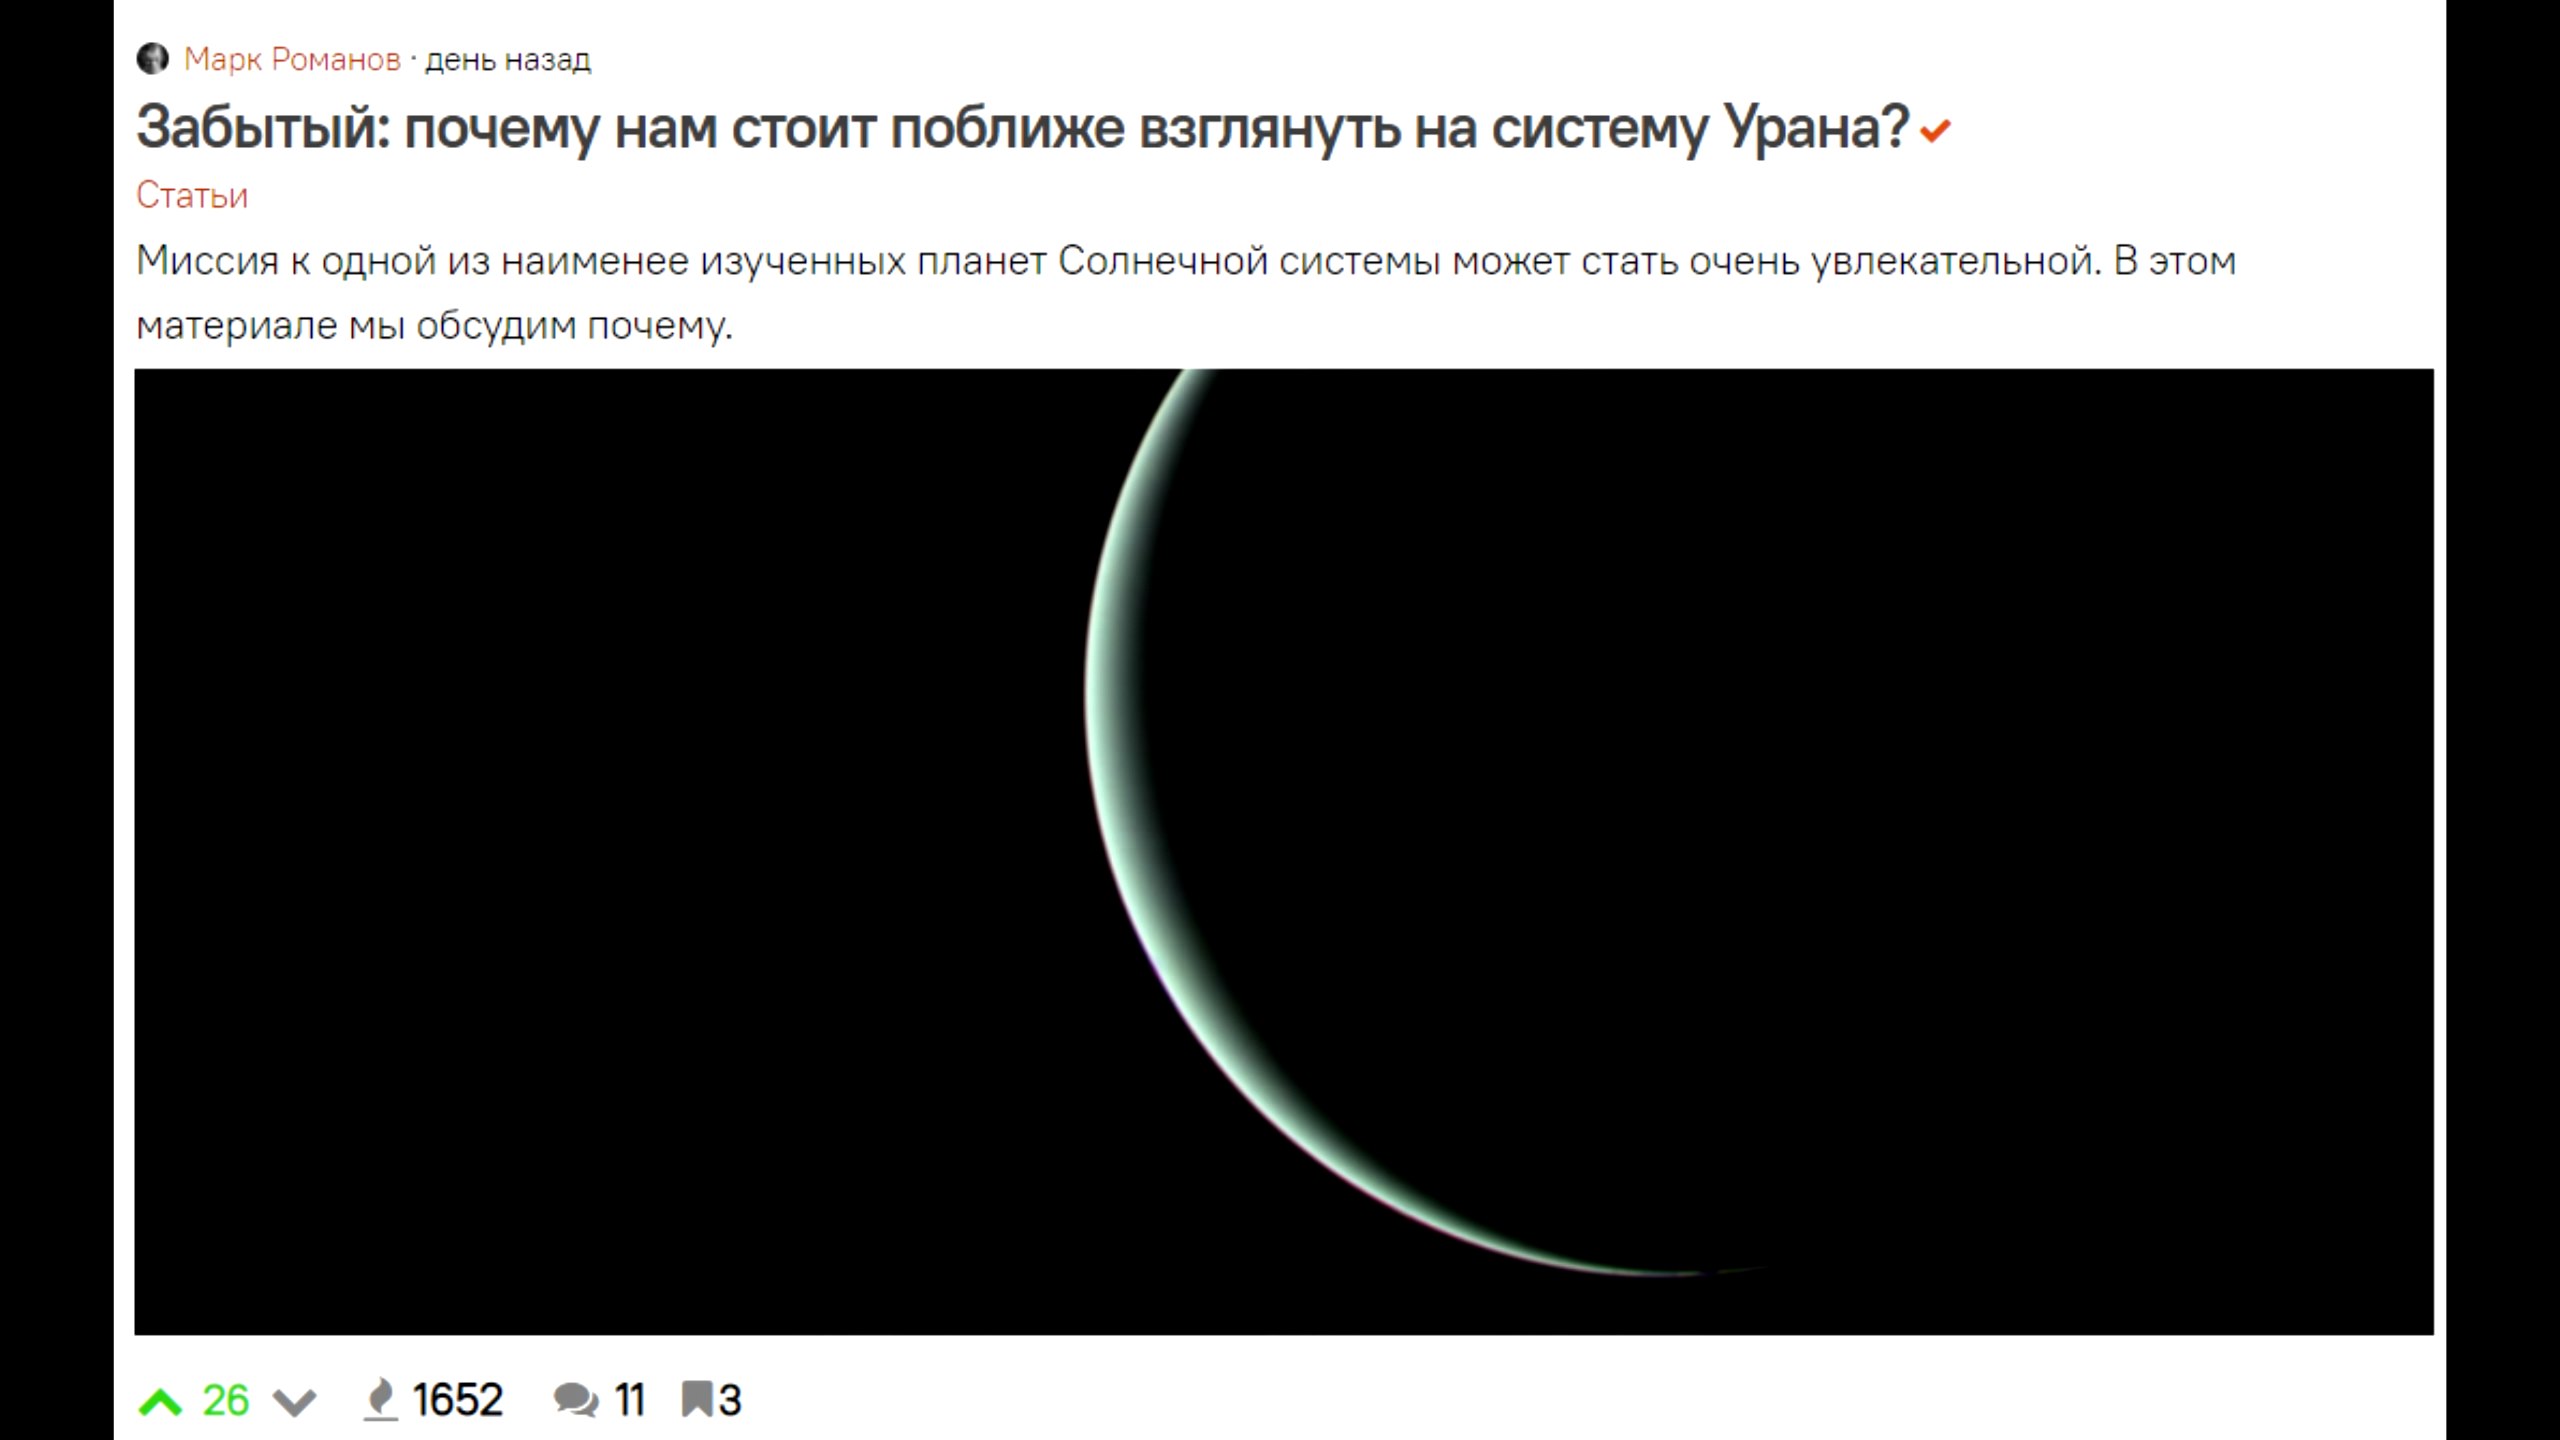 Марк Романов · день назад
Забытый: почему нам стоит поближе взглянуть на систему Урана?
Статьи
Миссия к одной из наименее изученных планет Солнечной системы может стать очень увлекательной. В этом
материале мы обсудим почему.
26 1652 11 3